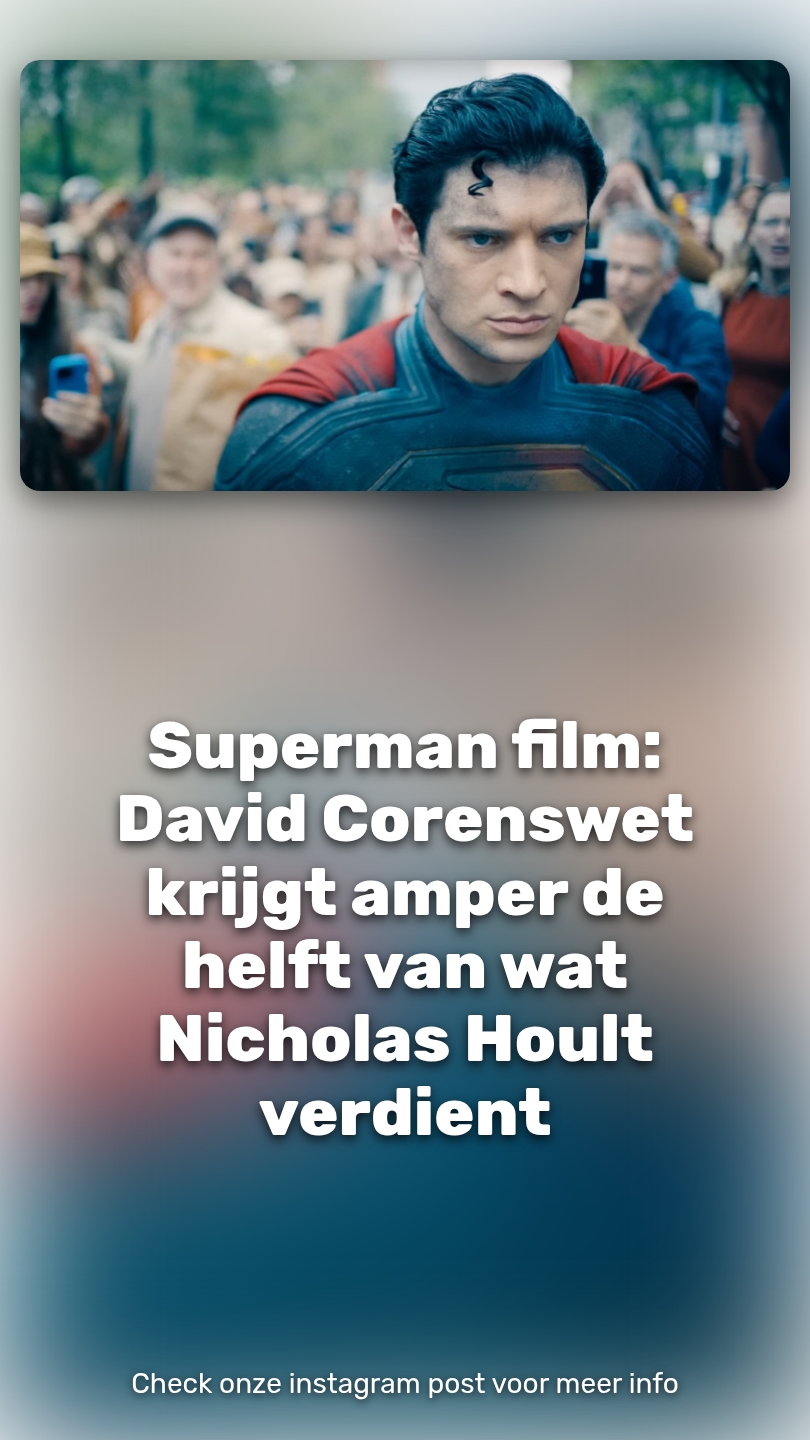 Superman film:
David Corenswet
krijgt amper de
helft van wat
Nicholas Hoult
verdient
Check onze instagram post voor meer info